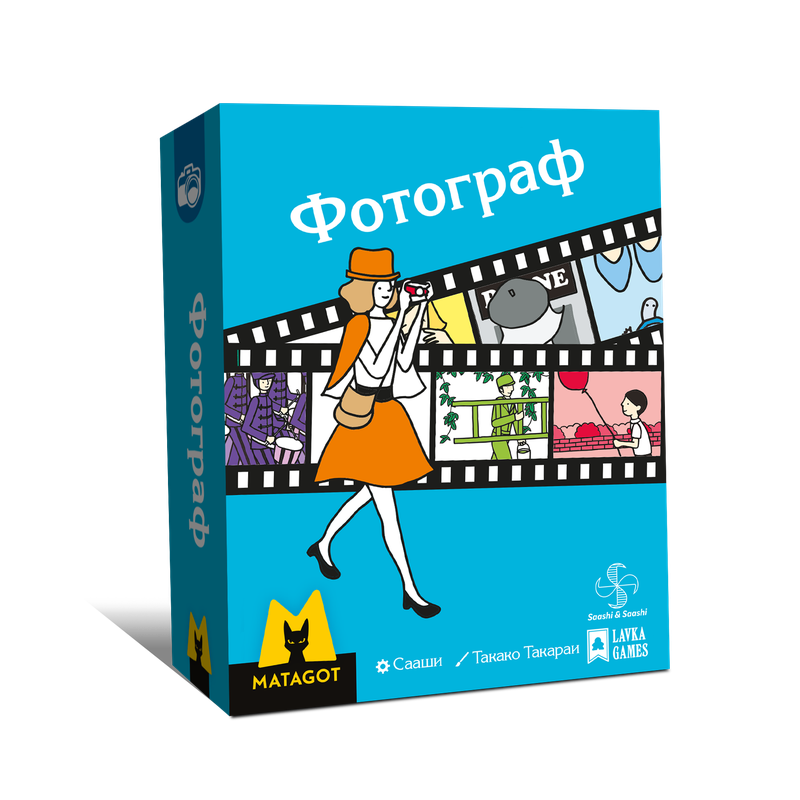 Фотограф
Фотограф
Сааши
Такако Такараи
Saashi & Saashi
LAVKA
GAMES
MATAGOT